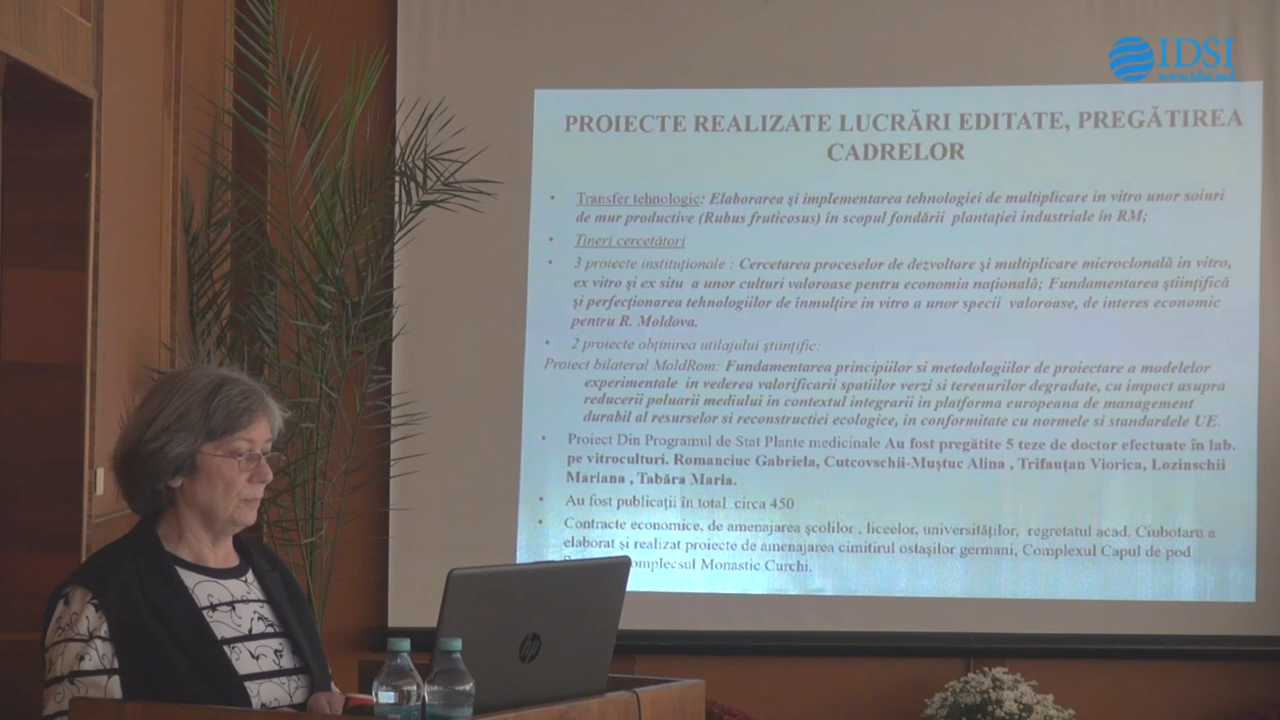 IDSI
www.idsi.md
PROIECTE REALIZATE LUCRĂRI EDITATE, PREGĂTIREA
CADRELOR
• Transfer tehnologic: Elaborarea şi implementarea tehnologiei de multiplicare in vitro unor soiuri
de mur productive (Rubus fruticosus) în scopul fondării plantaţiei industriale în RM;
• Tineri cercetători
• 3 proiecte instituţionale : Cercetarea proceselor de dezvoltare şi multiplicare microclonală in vitro,
ex vitro şi ex situ a unor culturi valoroase pentru economia naţională; Fundamentarea ştiinţifică
şi perfecţionarea tehnologiilor de înmulţire in vitro a unor specii valoroase, de interes economic
pentru R. Moldova.
• 2 proiecte obţinirea utilajului ştiinţific:
Proiect bilateral MoldRom: Fundamentarea principiilor si metodologiilor de proiectare a modelelor
experimentale in vederea valorificarii spatiilor verzi si terenurilor degradate, cu impact asupra
reducerii poluarii mediului in contextul integrarii in platforma europeana de management
durabil al resurselor si reconstructiei ecologice, in conformitate cu normele si standardele UE.
• Proiect Din Programul de Stat Plante medicinale Au fost pregătite 5 teze de doctor efectuate în lab.
pe vitroculturi. Romanciuc Gabriela, Cutcovschii-Muştuc Alina , Trifauţan Viorica, Lozinschii
Mariana , Tabăra Maria.
• Au fost publicaţii în total circa 450
• Contracte economice, de amenajarea şcolilor , liceelor, universităţilor, regretatul acad. Ciubotaru a
elaborat şi realizat proiecte de amenajarea cimitirul ostaşilor germani, Complexul Capul de pod
Monastic Curchi.
hp